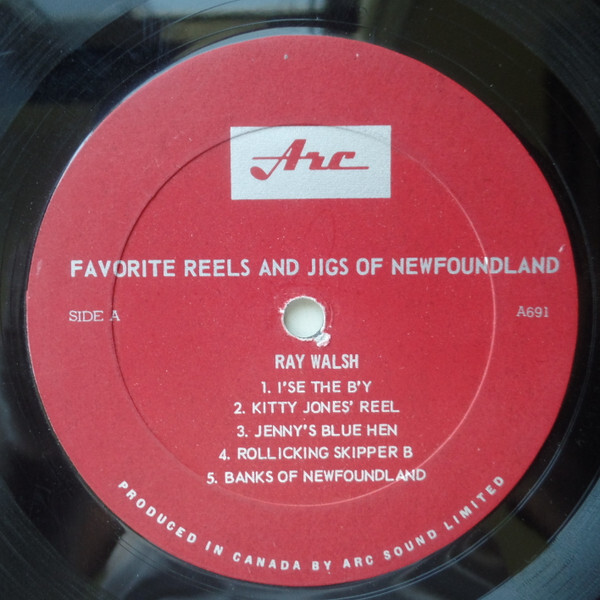 Arc
FAVORITE REELS AND JIGS OF NEWFOUNDLAND
SIDE A
A691
RAY WALSH
1. I'SE THE B'Y
2. KITTY JONES' REEL
3. JENNY'S BLUE HEN
4. ROLLICKING SKIPPER B
5. BANKS OF NEWFOUNDLAND
PRODUCED IN CANADA BY ARC SOUND LIMITED